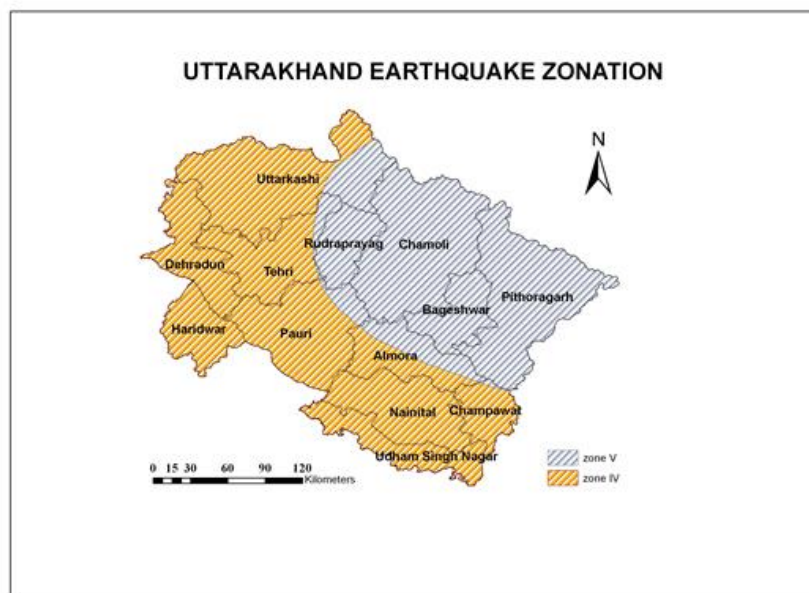 UTTARAKHAND EARTHQUAKE ZONATION
N
Uttarkashi
Rudraprayag
Chamoli
Dehradun
Tehri
Pithoragarh
Bageshwar
Haridwar
Pauri
Almora
Nainital
Champawat
Udham Singh Nagar
zone V
zone IV
0 15 30 60 90 120
Kilometers